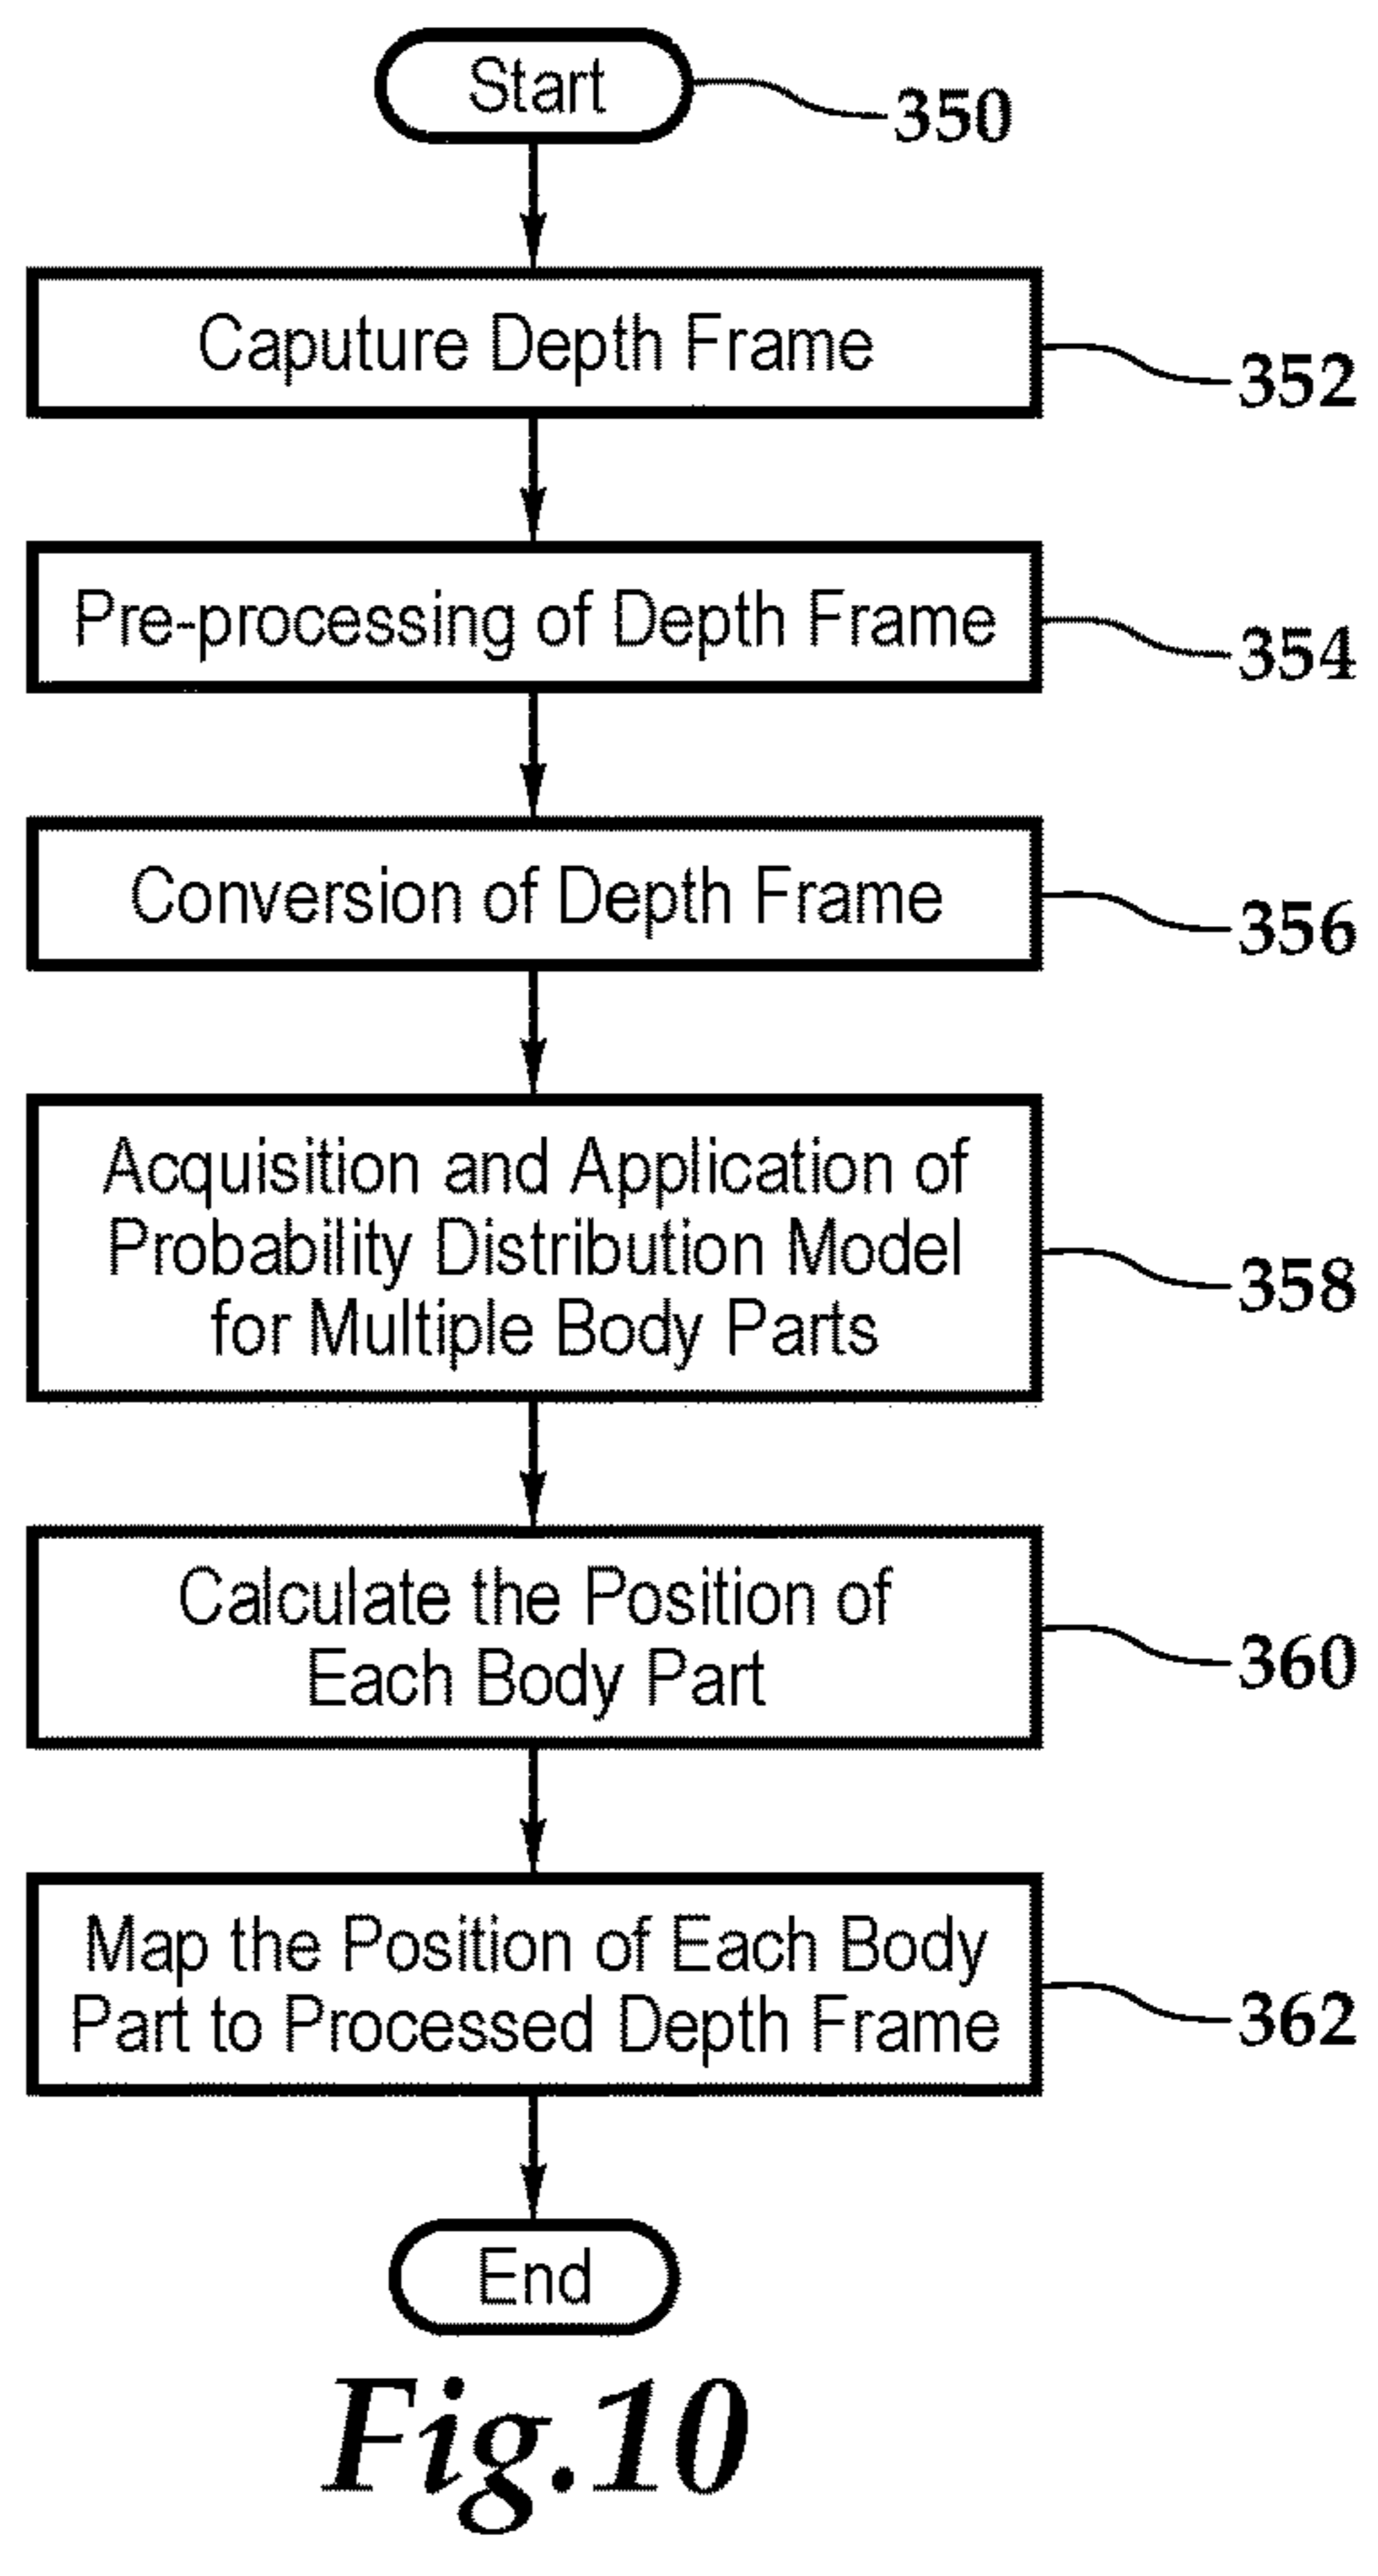 Start
350
Caputure Depth Frame
352
Pre-processing of Depth Frame
354
Conversion of Depth Frame
356
Acquisition and Application of
Probability Distribution Model
for Multiple Body Parts
358
Calculate the Position of
Each Body Part
360
Map the Position of Each Body
Part to Processed Depth Frame
362
End
Fig.10